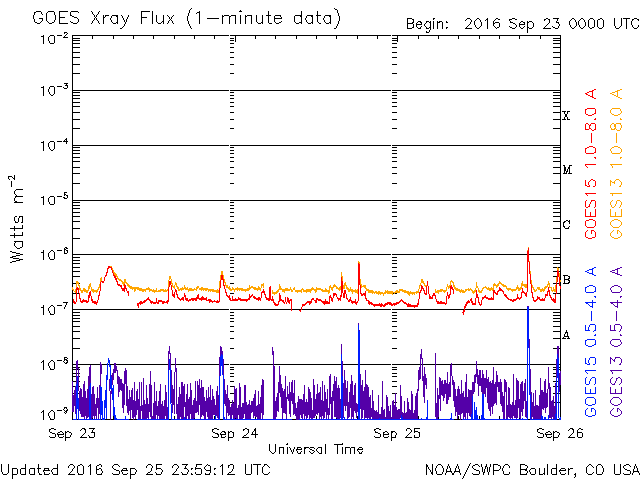 GOES Xray Flux (1-minute data)
Begin: 2016 Sep 23 0000 UTC
Watts m-2
10-2
10-3
10-4
10-5
10-6
10-7
10-8
10-9
X
M
C
B
A
GOES15 1.0-8.0 A
GOES13 1.0-8.0 A
GOES15 0.5-4.0 A
GOES13 0.5-4.0 A
Sep 23
Sep 24
Sep 25
Sep 26
Universal Time
Updated 2016 Sep 25 23:59:12 UTC
NOAA/SWPC Boulder, CO USA